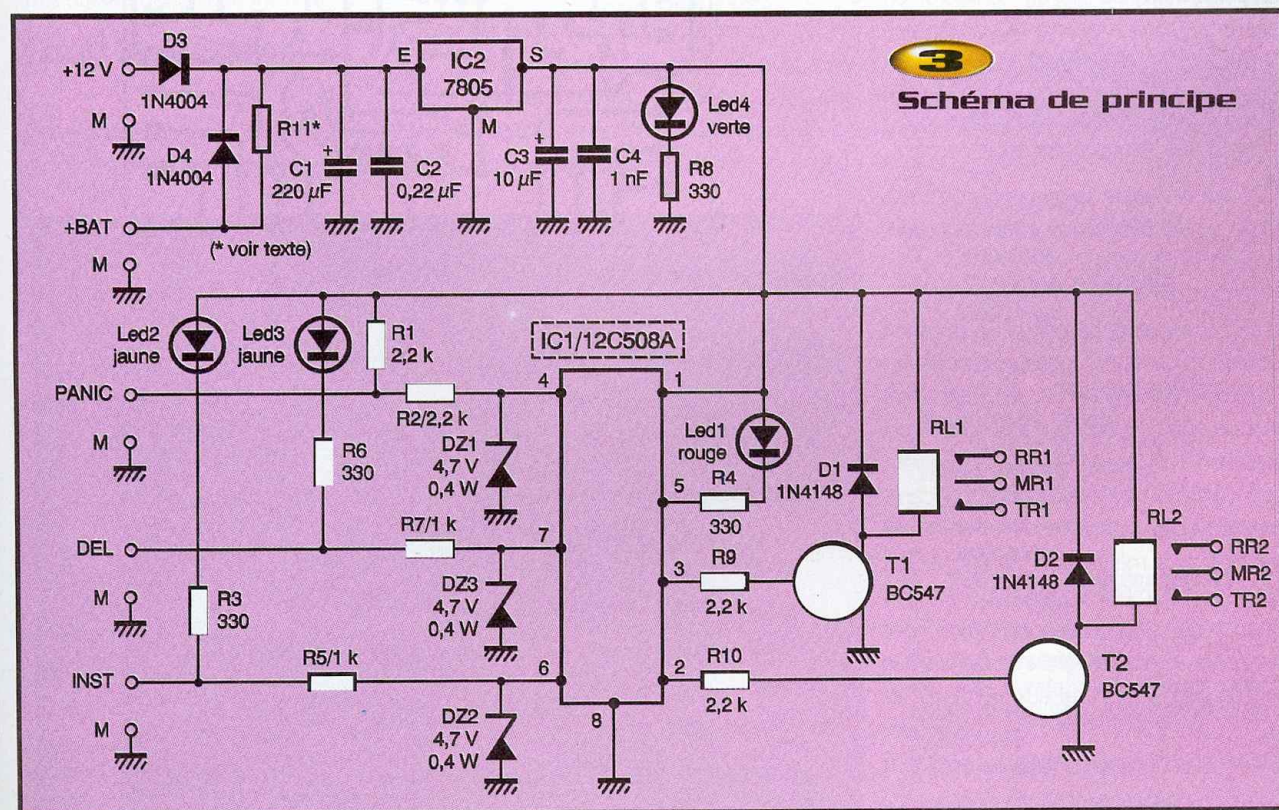 3
Schéma de principe
D3
+12 V
1N4004
M
D4
1N4004
R11*
C1
220 µF
C2
0,22 µF
E
IC2
7805
S
M
C3
10 µF
C4
1 nF
Led4
verte
R8
330
+BAT
(* voir texte)
M
Led2
jaune
Led3
jaune
R1
2,2 k
IC1/12C508A
PANIC
R2/2,2 k
4
1
M
R6
330
DZ1
4,7 V
0,4 W
Led1
rouge
R4
330
5
D1
1N4148
RL1
RR1
MR1
TR1
DEL
R7/1 k
7
3
R9
2,2 k
T1
BC547
D2
1N4148
RL2
RR2
MR2
TR2
M
R3
330
DZ3
4,7 V
0,4 W
INST
R5/1 k
6
2
R10
2,2 k
T2
BC547
M
DZ2
4,7 V
0,4 W
8
+
+